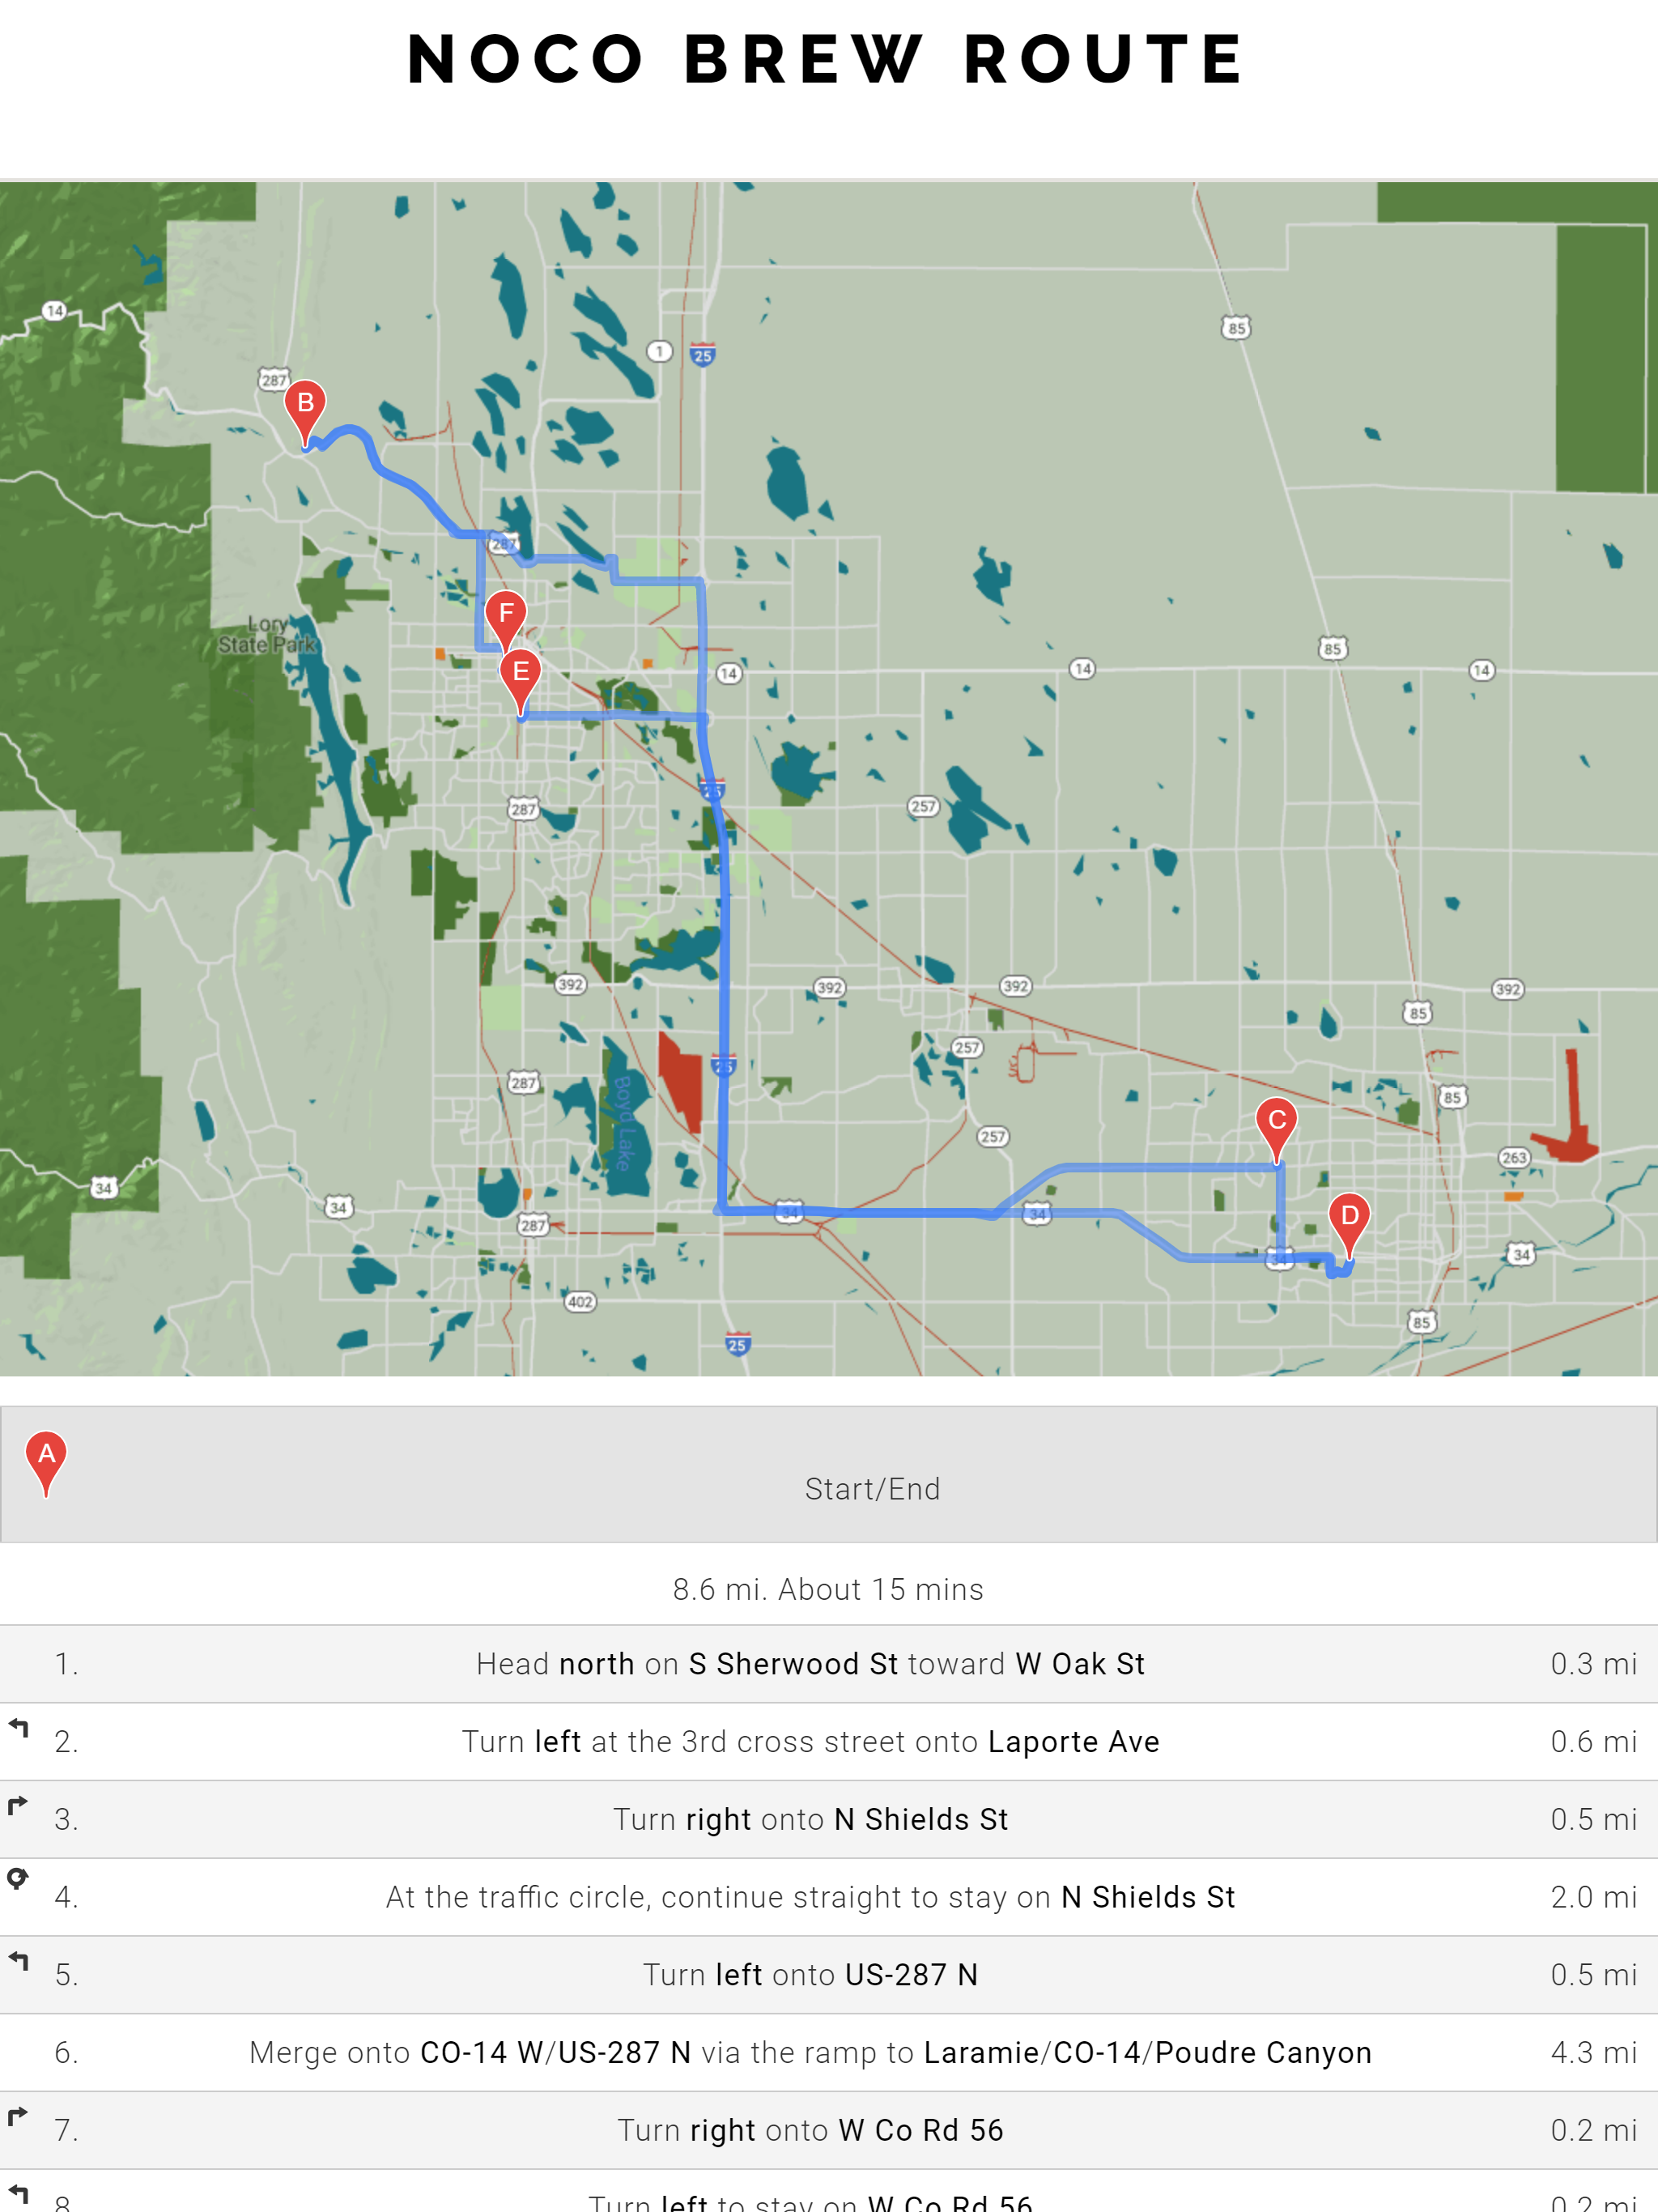 NOCO BREW ROUTE
14
287
B
1
25
85
287
F
Lory
State Park
E
14
14
85
14
25
287
257
392
392
392
392
85
257
287
25
Boyd Lake
85
C
257
263
34
34
D
34
34
287
34
34
402
85
25
A
Start/End
8.6 mi. About 15 mins
1. Head north on S Sherwood St toward W Oak St 0.3 mi
2. Turn left at the 3rd cross street onto Laporte Ave 0.6 mi
3. Turn right onto N Shields St 0.5 mi
4. At the traffic circle, continue straight to stay on N Shields St 2.0 mi
5. Turn left onto US-287 N 0.5 mi
6. Merge onto CO-14 W/US-287 N via the ramp to Laramie/CO-14/Poudre Canyon 4.3 mi
7. Turn right onto W Co Rd 56 0.2 mi
8. Turn left to stay on W Co Rd 56 0.2 mi